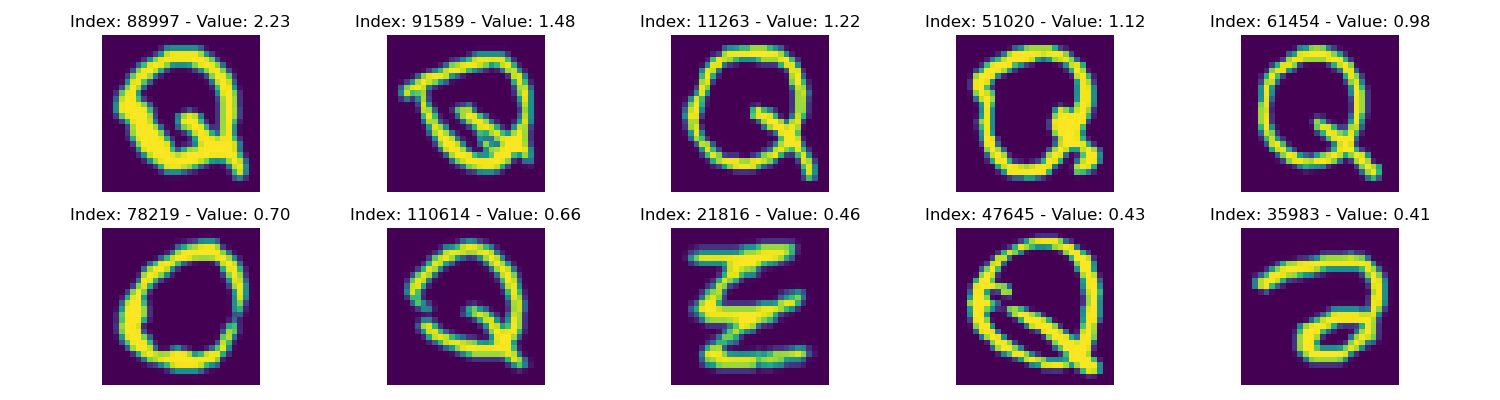 Index: 88997 - Value: 2.23 Index: 91589 - Value: 1.48 Index: 11263 - Value: 1.22 Index: 51020 - Value: 1.12 Index: 61454 - Value: 0.98
Q Q Q Q Q
Index: 78219 - Value: 0.70 Index: 110614 - Value: 0.66 Index: 21816 - Value: 0.46 Index: 47645 - Value: 0.43 Index: 35983 - Value: 0.41
O Q Q